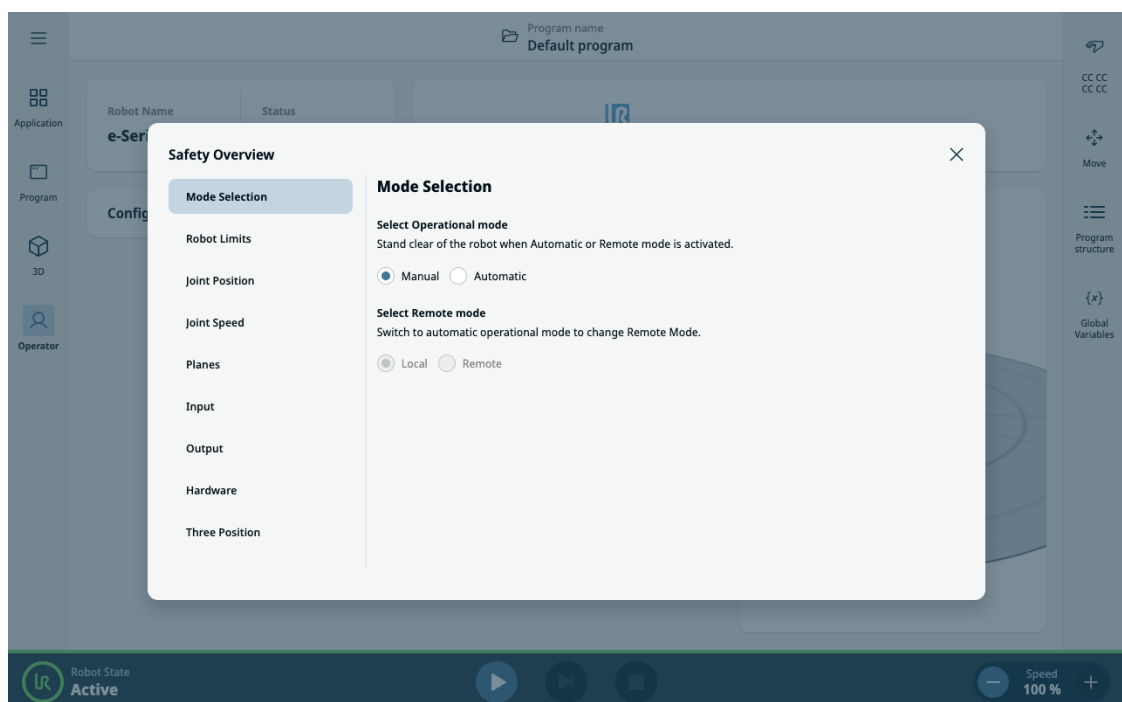 Program name
Default program
Application
Program
3D
Operator
Robot Name
Status
e-Seri
Config
CC CC
CC CC
Move
Program
structure
{x}
Global
Variables
Safety Overview
Mode Selection
Robot Limits
Joint Position
Joint Speed
Planes
Input
Output
Hardware
Three Position
Mode Selection
Select Operational mode
Stand clear of the robot when Automatic or Remote mode is activated.
Manual
Automatic
Select Remote mode
Switch to automatic operational mode to change Remote Mode.
Local
Remote
UR
Robot State
Active
Speed
100 %